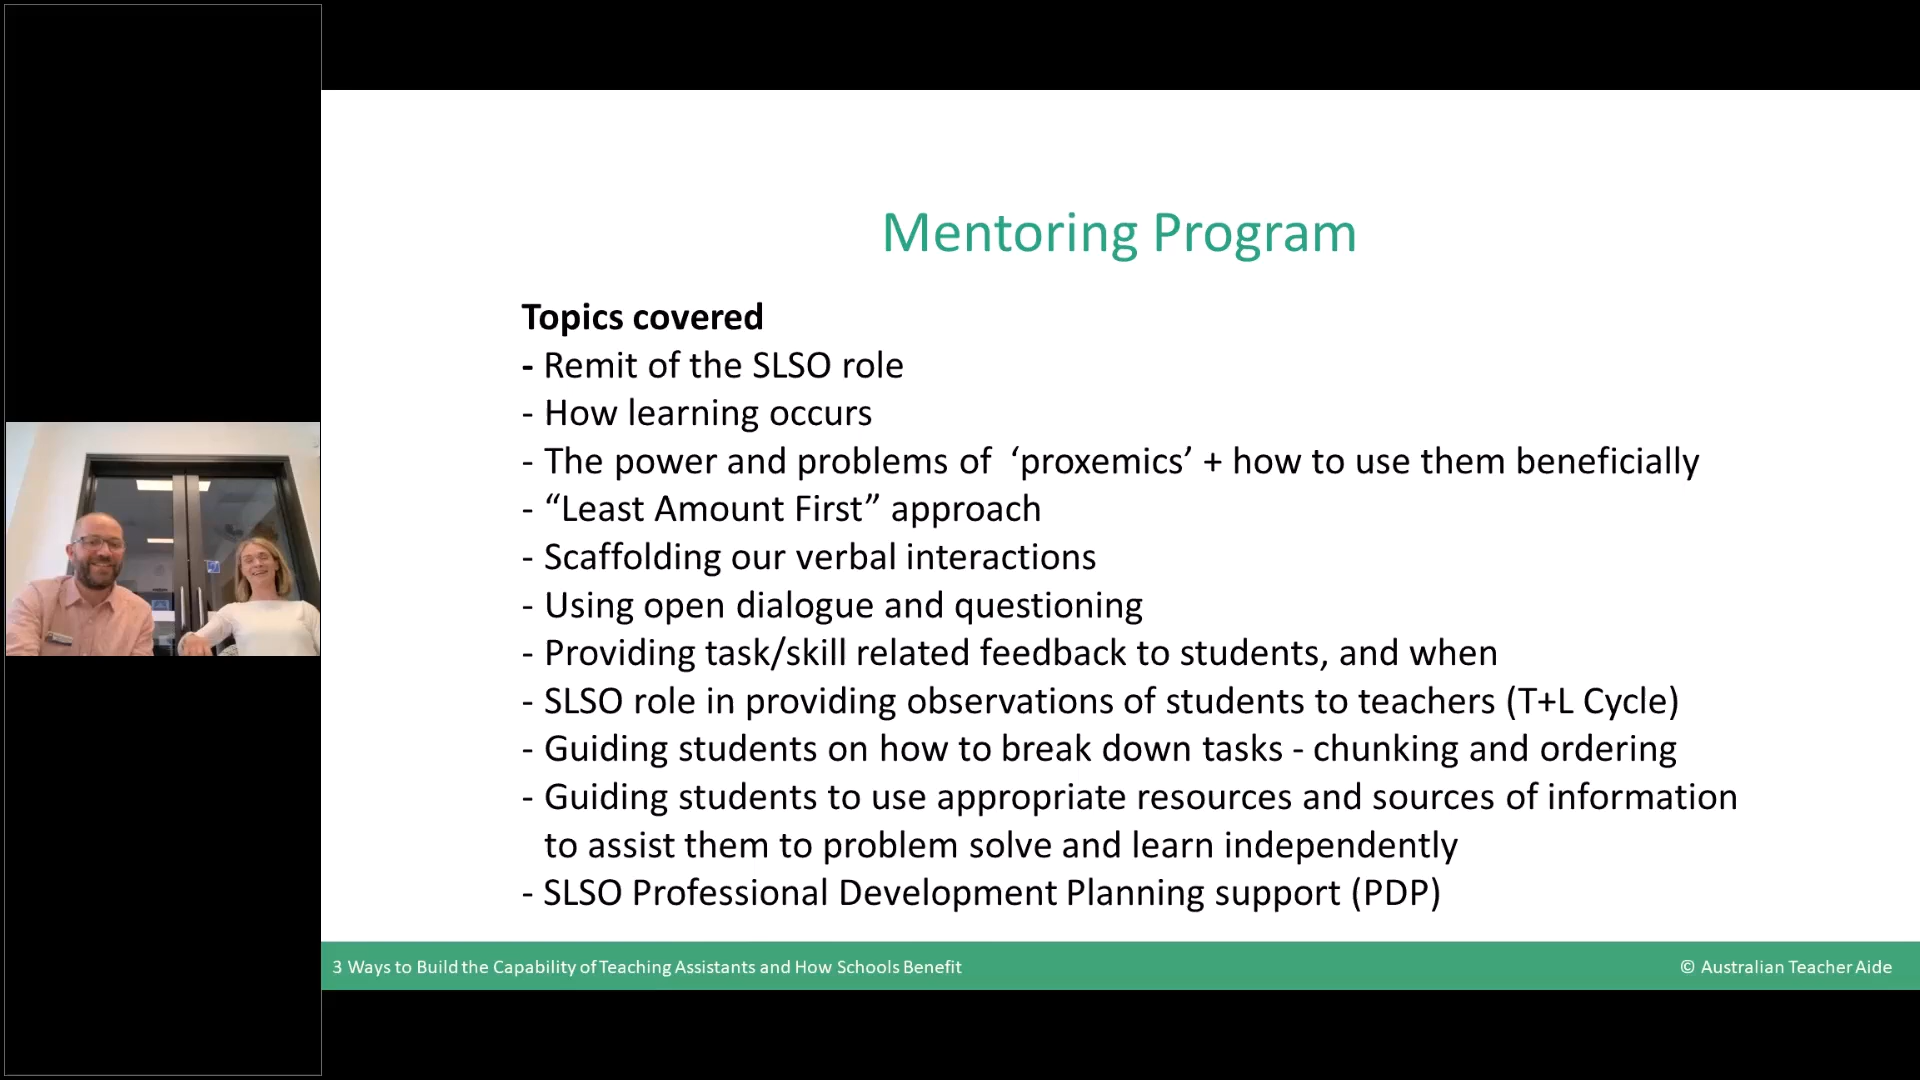 Mentoring Program
Topics covered
- Remit of the SLSO role
- How learning occurs
- The power and problems of ‘proxemics’ + how to use them beneficially
- “Least Amount First” approach
- Scaffolding our verbal interactions
- Using open dialogue and questioning
- Providing task/skill related feedback to students, and when
- SLSO role in providing observations of students to teachers (T+L Cycle)
- Guiding students on how to break down tasks - chunking and ordering
- Guiding students to use appropriate resources and sources of information
to assist them to problem solve and learn independently
- SLSO Professional Development Planning support (PDP)
3 Ways to Build the Capability of Teaching Assistants and How Schools Benefit
© Australian Teacher Aide